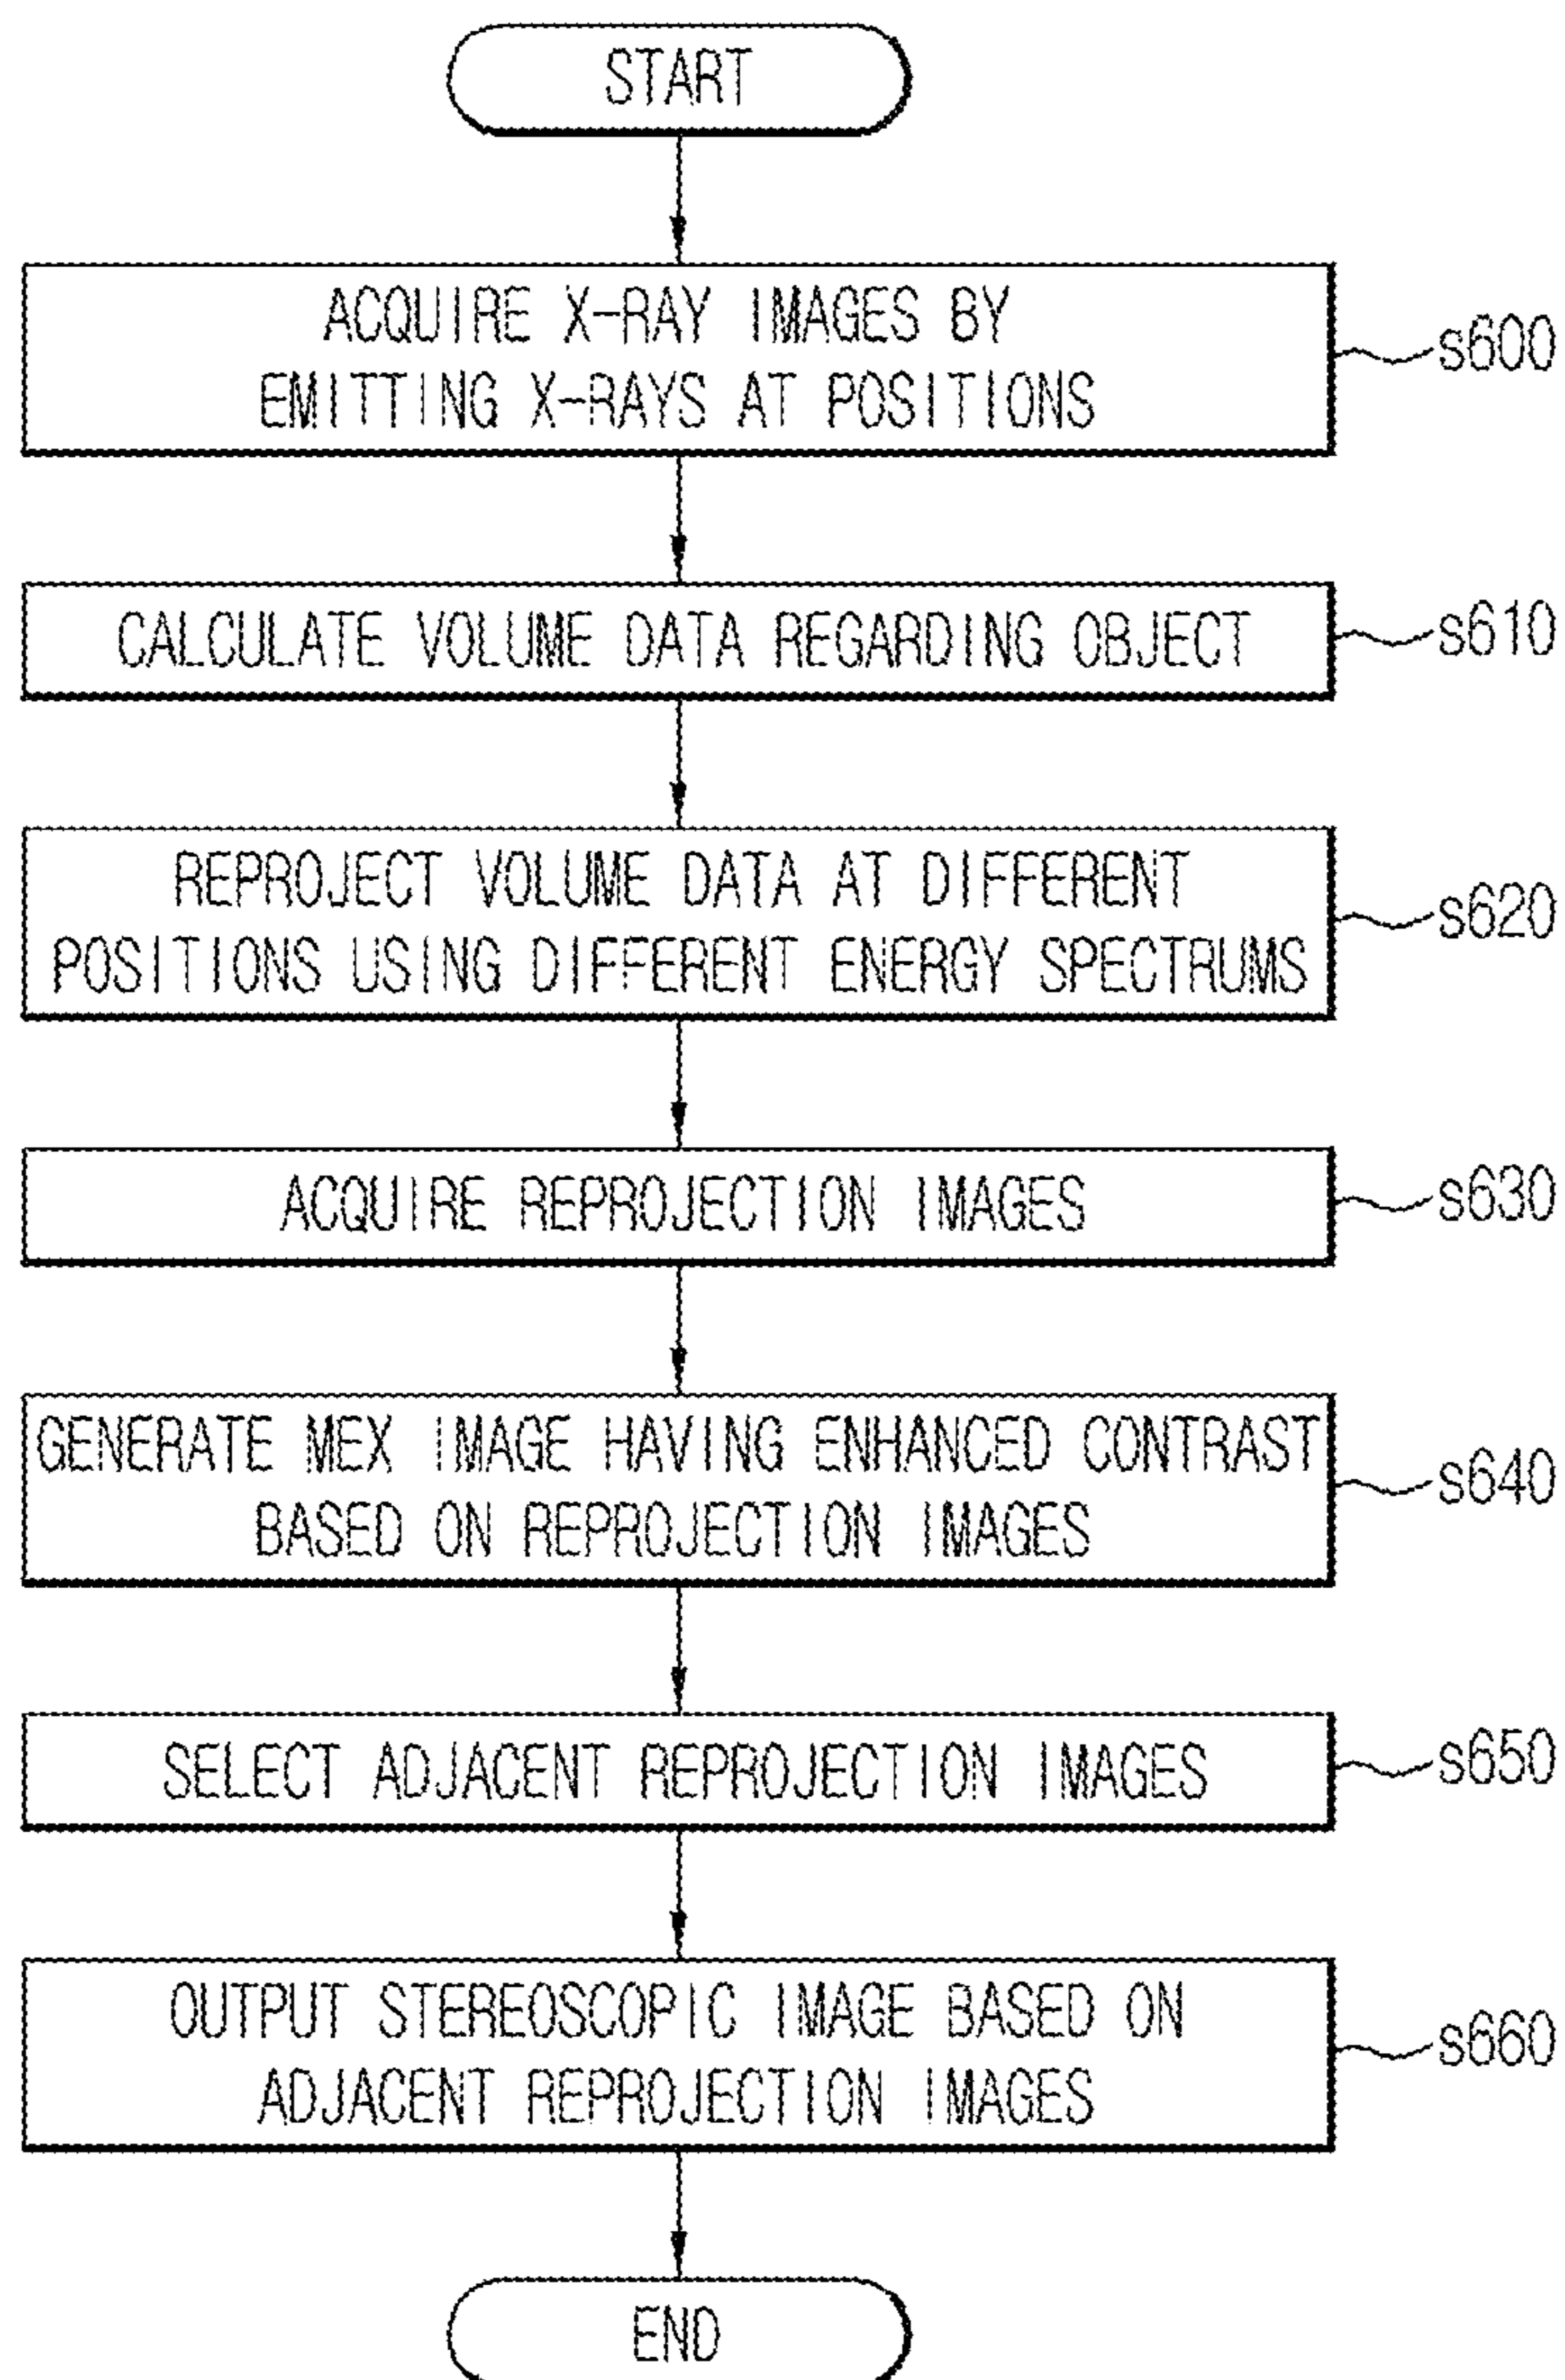 START
ACQUIRE X-RAY IMAGES BY
EMITTING X-RAYS AT POSITIONS
s600
CALCULATE VOLUME DATA REGARDING OBJECT
s610
REPROJECT VOLUME DATA AT DIFFERENT
POSITIONS USING DIFFERENT ENERGY SPECTRUMS
s620
ACQUIRE REPROJECTION IMAGES
s630
GENERATE MEX IMAGE HAVING ENHANCED CONTRAST
BASED ON REPROJECTION IMAGES
s640
SELECT ADJACENT REPROJECTION IMAGES
s650
OUTPUT STEREOSCOPIC IMAGE BASED ON
ADJACENT REPROJECTION IMAGES
s660
END